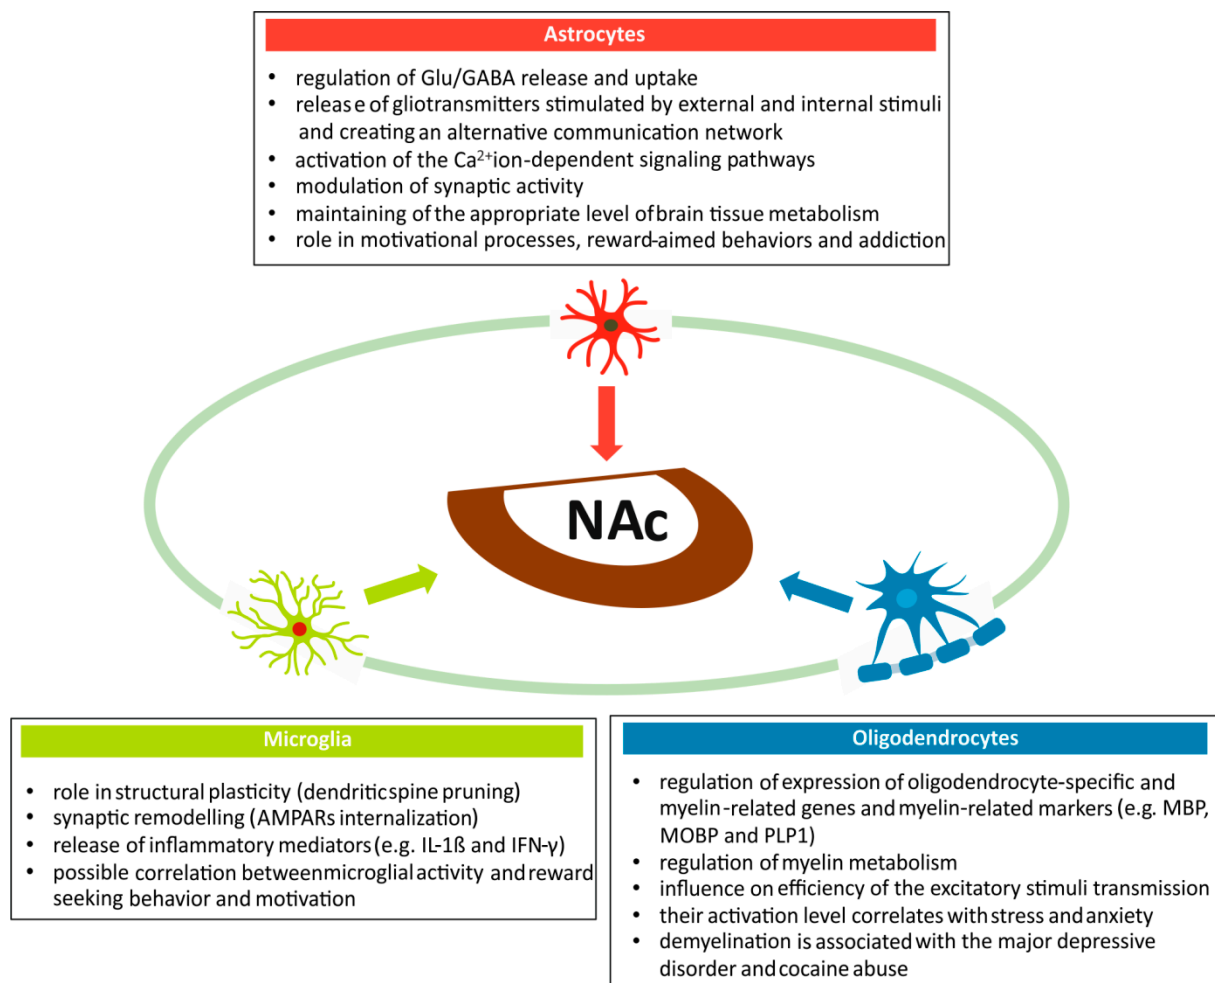 Astrocytes
• regulation of Glu/GABA release and uptake
• release of gliotransmitters stimulated by external and internal stimuli
and creating an alternative communication network
• activation of the Ca²⁺ion-dependent signaling pathways
• modulation of synaptic activity
• maintaining of the appropriate level of brain tissue metabolism
• role in motivational processes, reward-aimed behaviors and addiction
NAc
Microglia
• role in structural plasticity (dendritic spine pruning)
• synaptic remodelling (AMPARs internalization)
• release of inflammatory mediators (e.g. IL-1ß and IFN-γ)
• possible correlation betweenmicroglial activity and reward
seeking behavior and motivation
Oligodendrocytes
• regulation of expression of oligodendrocyte-specific and
myelin-related genes and myelin-related markers (e.g. MBP,
MOBP and PLP1)
• regulation of myelin metabolism
• influence on efficiency of the excitatory stimuli transmission
• their activation level correlates with stress and anxiety
• demyelination is associated with the major depressive
disorder and cocaine abuse